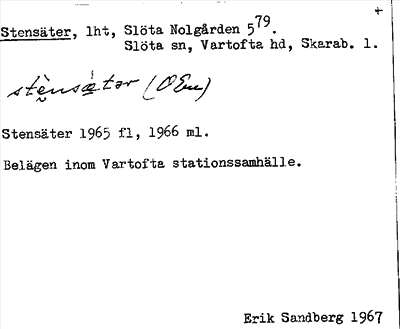 +
Stensäter, lht, Slöta Nolgården 5⁷⁹.
Slöta sn, Vartofta hd, Skarab. l.
(OEn)
Stensäter 1965 fl, 1966 ml.
Belägen inom Vartofta stationssamhälle.
Erik Sandberg 1967